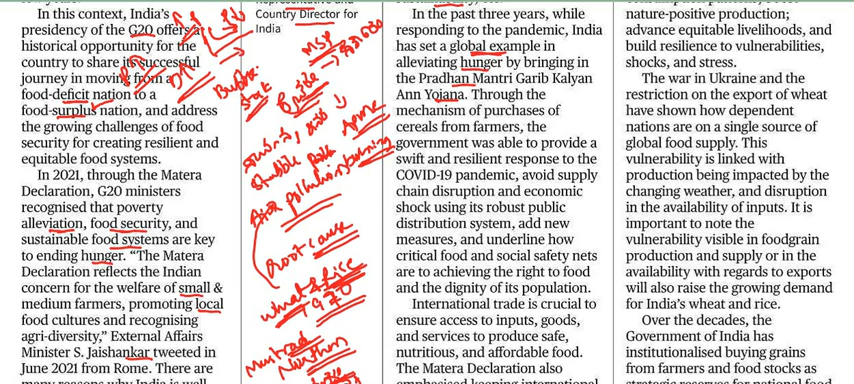 In this context, India's
presidency of the G20 offers a
historical opportunity for the
country to share its successful
journey in moving from a
food-deficit nation to a
food-surplus nation, and address
the growing challenges of food
security for creating resilient and
equitable food systems.
In 2021, through the Matera
Declaration, G20 ministers
recognised that poverty
alleviation, food security, and
sustainable food systems are key
to ending hunger. “The Matera
Declaration reflects the Indian
concern for the welfare of small &
medium farmers, promoting local
food cultures and recognising
agri-diversity,” External Affairs
Minister S. Jaishankar tweeted in
June 2021 from Rome. There are
many reasons why India is well
Representative and
Country Director for
India
MSP
Buffer
Stock
APMC
Stubble
burning
Air pollution
Root cause
Wheat & Rice
1970
In the past three years, while
responding to the pandemic, India
has set a global example in
alleviating hunger by bringing in
the Pradhan Mantri Garib Kalyan
Ann Yojana. Through the
mechanism of purchases of
cereals from farmers, the
government was able to provide a
swift and resilient response to the
COVID-19 pandemic, avoid supply
chain disruption and economic
shock using its robust public
distribution system, add new
measures, and underline how
critical food and social safety nets
are to achieving the right to food
and the dignity of its population.
International trade is crucial to
ensure access to inputs, goods,
and services to produce safe,
nutritious, and affordable food.
The Matera Declaration also
emphasised keeping international
nature-positive production;
advance equitable livelihoods, and
build resilience to vulnerabilities,
shocks, and stress.
The war in Ukraine and the
restriction on the export of wheat
have shown how dependent
nations are on a single source of
global food supply. This
vulnerability is linked with
production being impacted by the
changing weather, and disruption
in the availability of inputs. It is
important to note the
vulnerability visible in foodgrain
production and supply or in the
availability with regards to exports
will also raise the growing demand
for India's wheat and rice.
Over the decades, the
Government of India has
institutionalised buying grains
from farmers and food stocks as
strategic reserves for national food